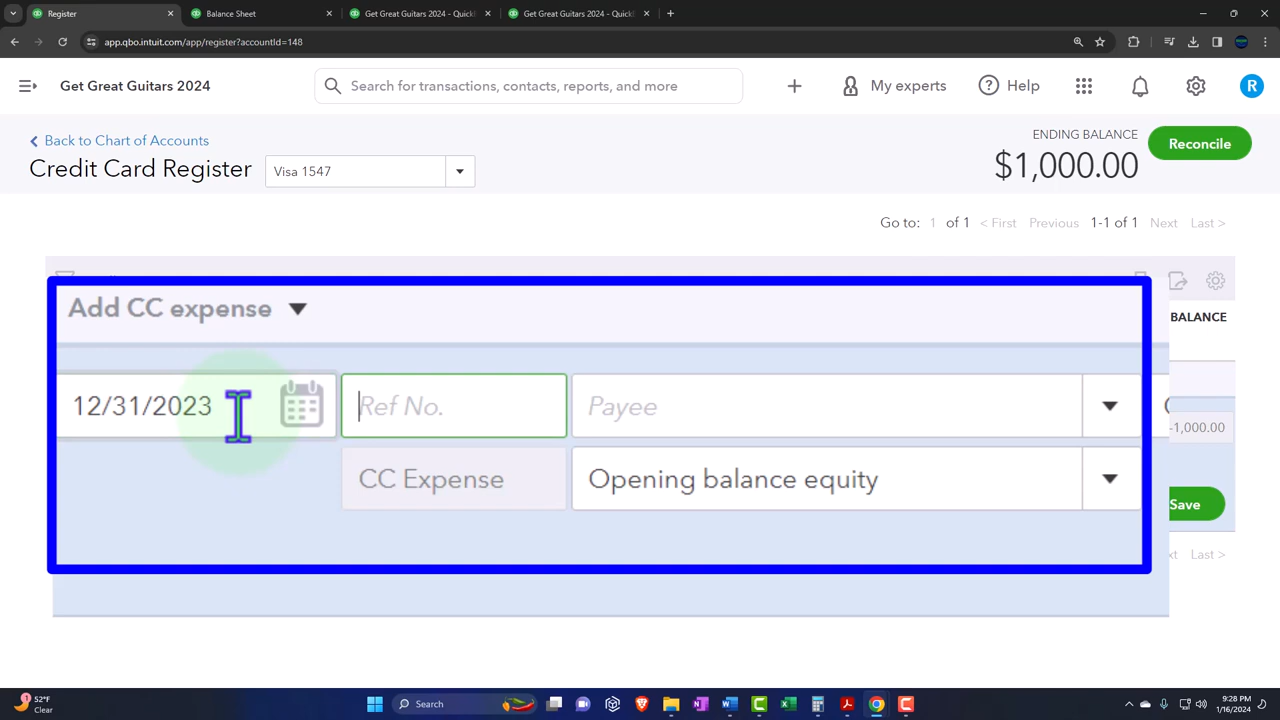 Register
Balance Sheet
Get Great Guitars 2024 - Quick
Get Great Guitars 2024 - Quick
app.qbo.intuit.com/app/register?accountId=148
Get Great Guitars 2024
Search for transactions, contacts, reports, and more
My experts
Help
R
Back to Chart of Accounts
Credit Card Register
Visa 1547
ENDING BALANCE
$1,000.00
Reconcile
Go to: 1 of 1 < First Previous 1-1 of 1 Next Last >
Add CC expense
BALANCE
12/31/2023
Ref No.
Payee
-1,000.00
CC Expense
Opening balance equity
Save
Last >
52°F
Clear
Search
9:28 PM
1/16/2024